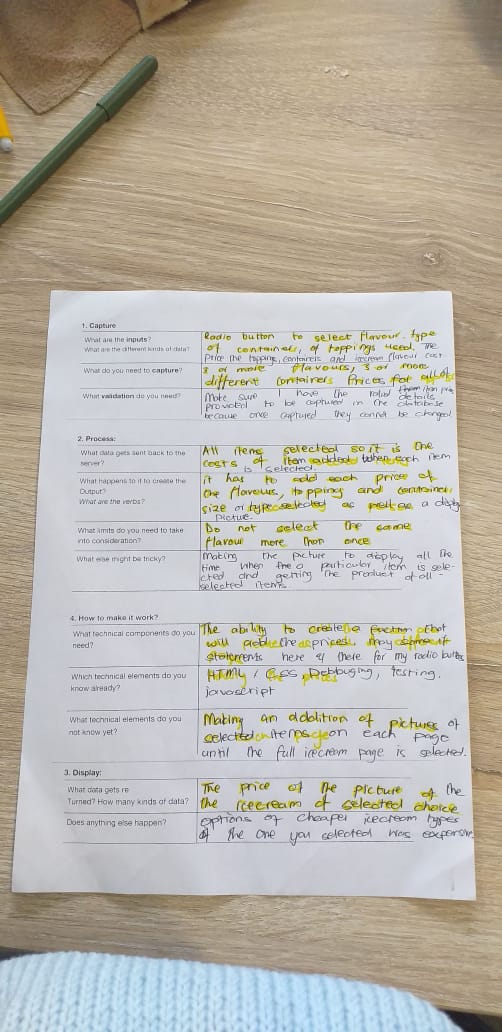 1. Capture
What are the inputs?
What are the different kinds of data?
Radio button to select flavour, type
of containers, of toppings used. The
Price the topping, containers and icecream flavour cost
What do you need to capture?
3 or more flavours, 3 or more
different containers Prices for all of
What validation do you need?
Make sure have the valid
provided to be captured in the database
because once captured they cannot be changed
2. Process:
What data gets sent back to the
server?
All items selected so it is the
costs of item added when each item
is selected.
What happens to it to create the
Output?
What are the verbs?
it has to add each price of
the flavours, topping and container,
size or type selected as well as a display
picture.
What limits do you need to take
into consideration?
Do not select the same
flavour more than once
What else might be tricky?
Making the picture to display all the
time when the a particular item is sele-
cted and getting the product of all -
selected items.
4. How to make it work?
What technical components do you
need?
The ability to create a that
will add the prices. May
statements here & there for my radio buttons
Which technical elements do you
know already?
HTML / CSS Debbuging, testing.
javascript
What technical elements do you
not know yet?
Making an addition of pictures of
selected items on each page
until the full icecream page is selected.
3. Display:
What data gets re
Turned? How many kinds of data?
The price of the picture of the
the icecream of selected choice
Does anything else happen?
options of cheaper icecream types
if the one you selected was expensive